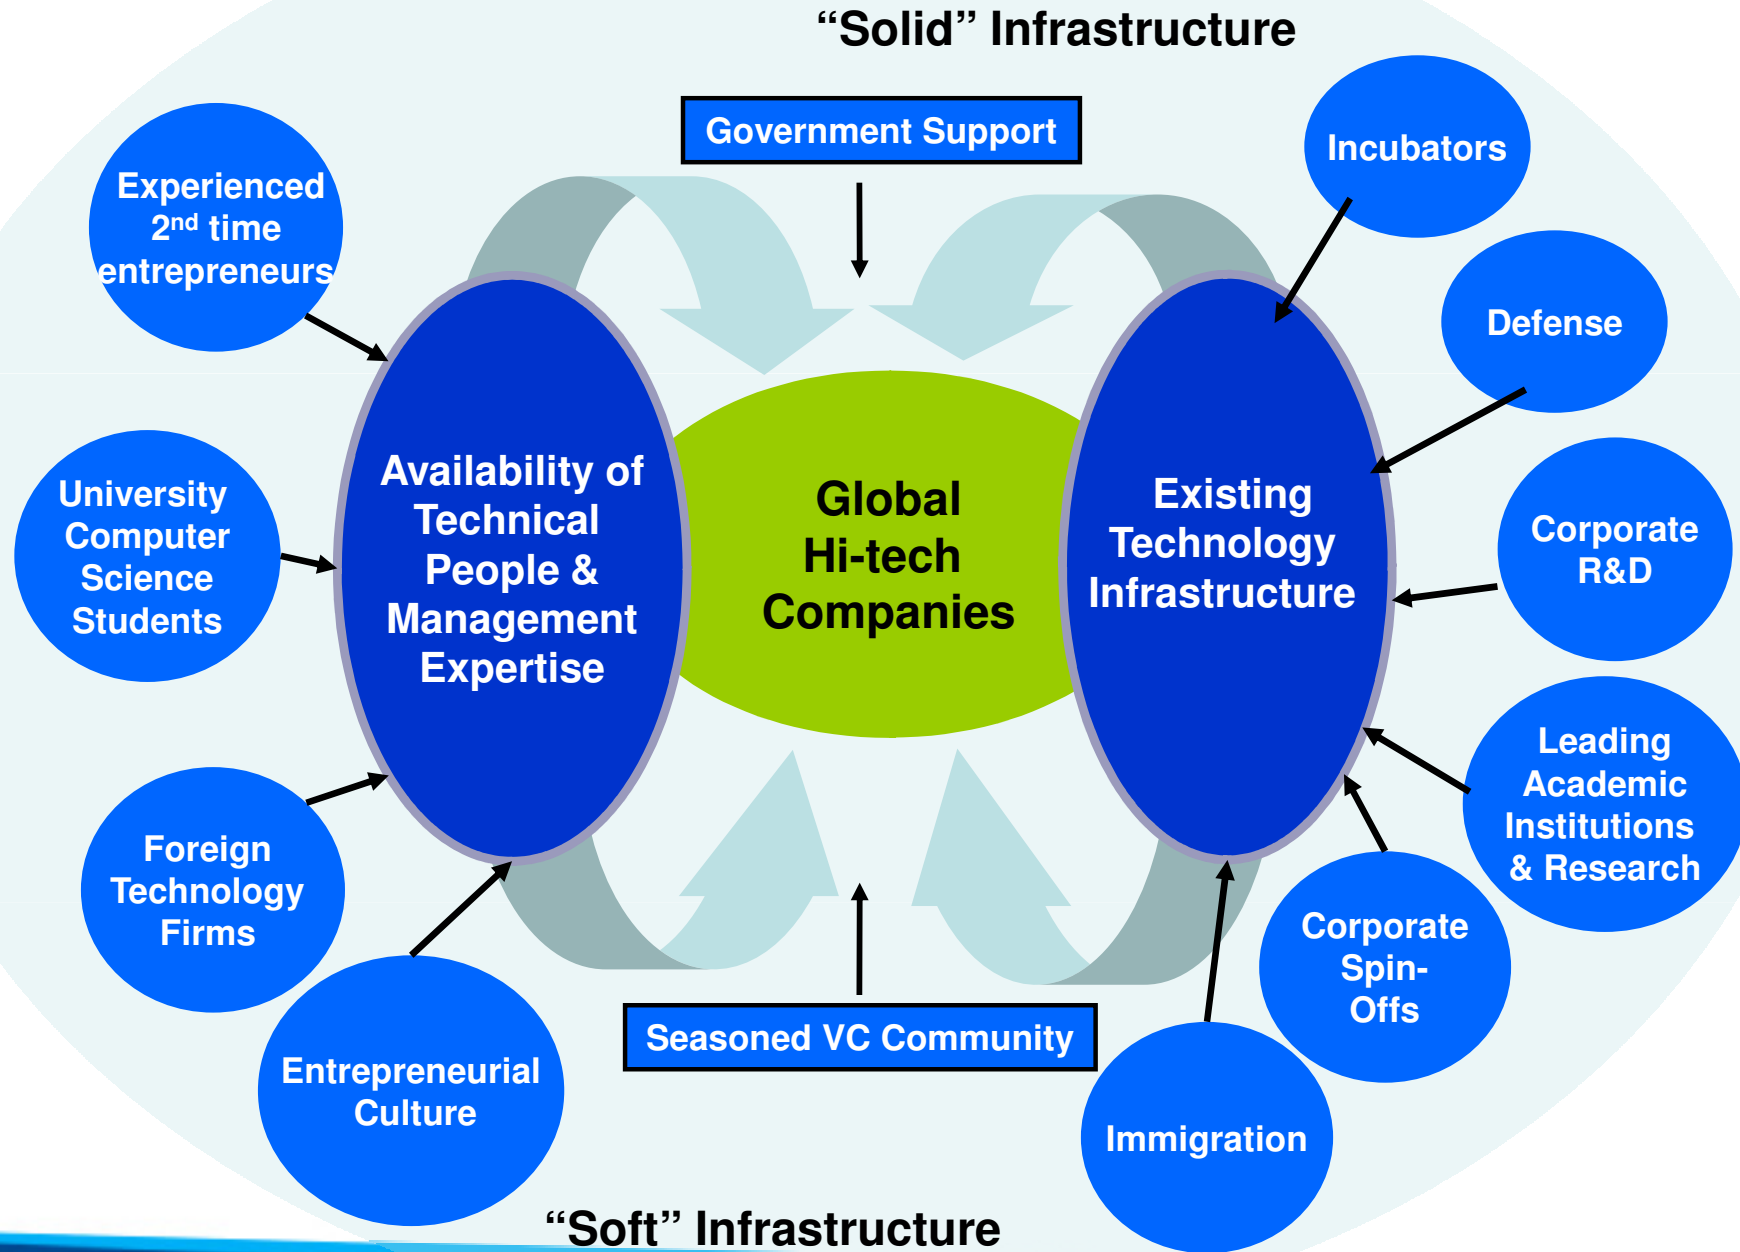 “Solid” Infrastructure
Government Support
Incubators
Experienced
2nd time
entrepreneurs
Defense
University
Computer
Science
Students
Availability of
Technical
People &
Management
Expertise
Global
Hi-tech
Companies
Existing
Technology
Infrastructure
Corporate
R&D
Leading
Academic
Institutions
& Research
Foreign
Technology
Firms
Corporate
Spin-
Offs
Seasoned VC Community
Entrepreneurial
Culture
Immigration
“Soft” Infrastructure